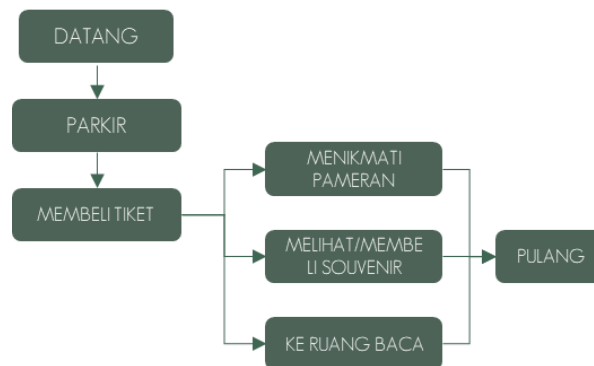 DATANG
PARKIR
MEMBELI TIKET
MENIKMATI
PAMERAN
MELIHAT/MEMBE
LI SOUVENIR
KE RUANG BACA
PULANG